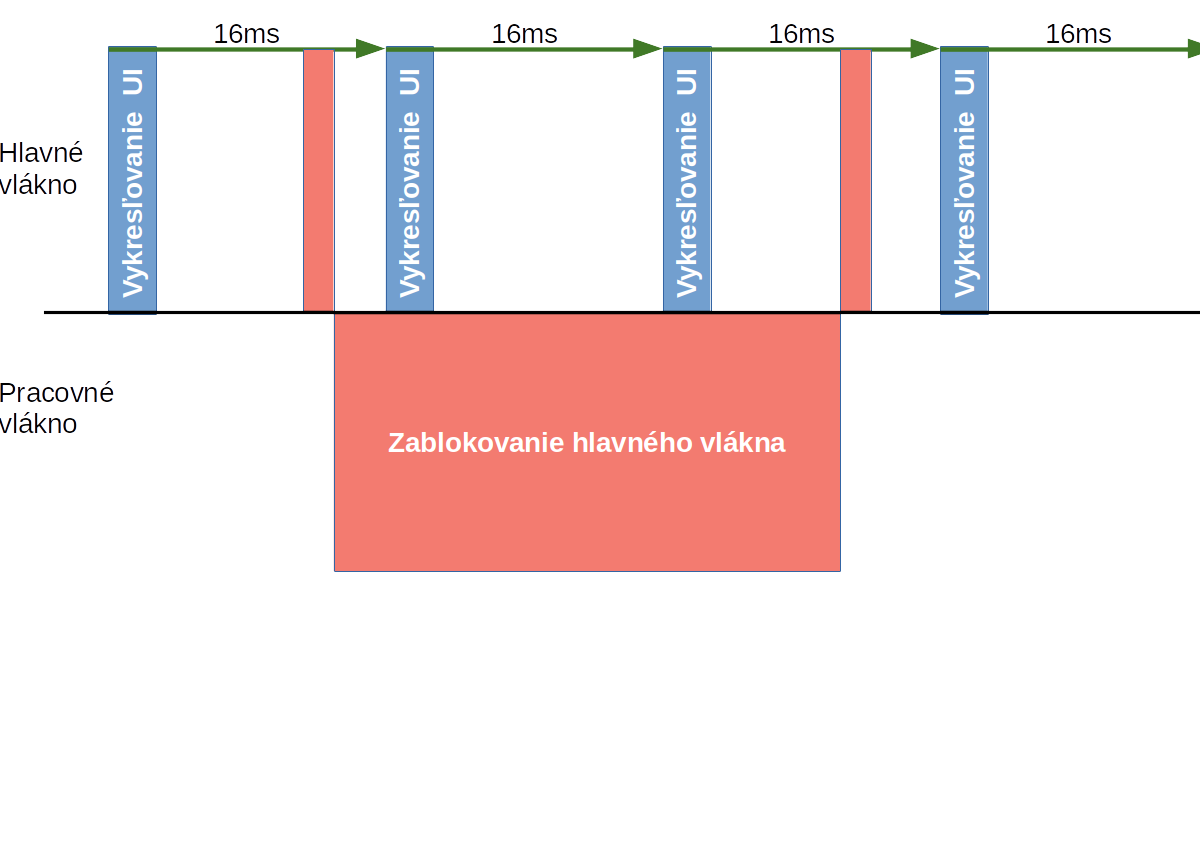 16ms 16ms 16ms 16ms
Vykresľovanie UI Vykresľovanie UI Vykresľovanie UI Vykresľovanie UI
Hlavné
vlákno
Pracovné
vlákno
Zablokovanie hlavného vlákna